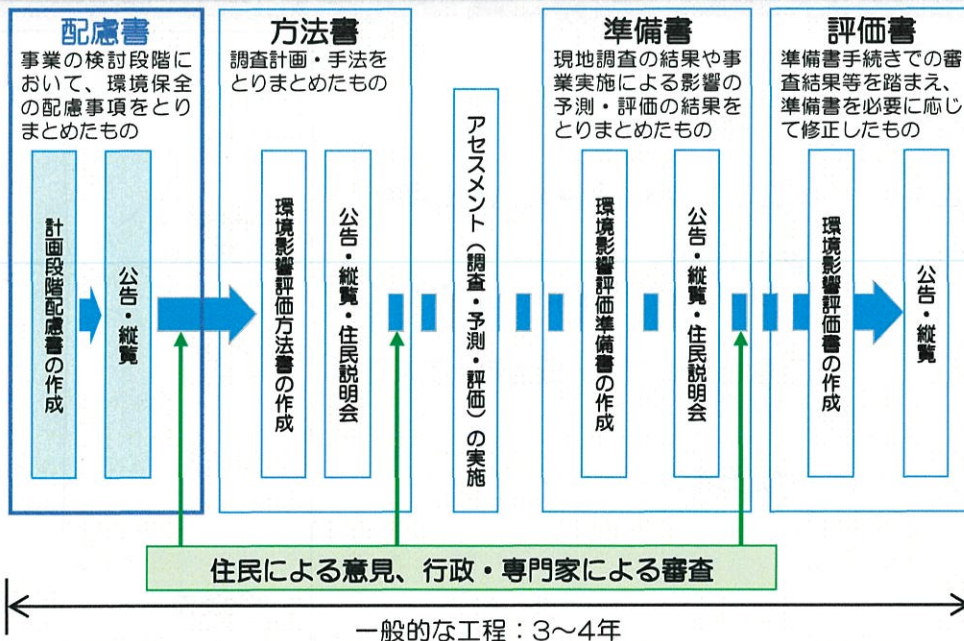 配慮書
事業の検討段階に
おいて、環境保全
の配慮事項をとり
まとめたもの
計画段階配慮書の作成
公告・縦覧
方法書
調査計画・手法を
とりまとめたもの
環境影響評価方法書の作成
公告・縦覧・住民説明会
アセスメント（調査・予測・評価）の実施
準備書
現地調査の結果や事
業実施による影響の
予測・評価の結果を
とりまとめたもの
環境影響評価準備書の作成
公告・縦覧・住民説明会
評価書
準備書手続きでの審
査結果等を踏まえ、
準備書を必要に応じ
て修正したもの
環境影響評価書の作成
公告・縦覧
住民による意見、行政・専門家による審査
一般的な工程：3～4年